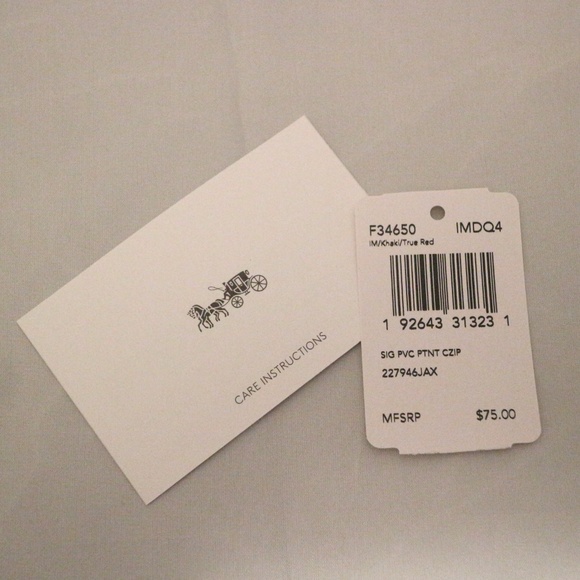 CARE INSTRUCTIONS
F34650 IMDQ4
IM/Khaki/True Red
1 92643 31323 1
SIG PVC PTNT CZIP
227946JAX
MFSRP $75.00